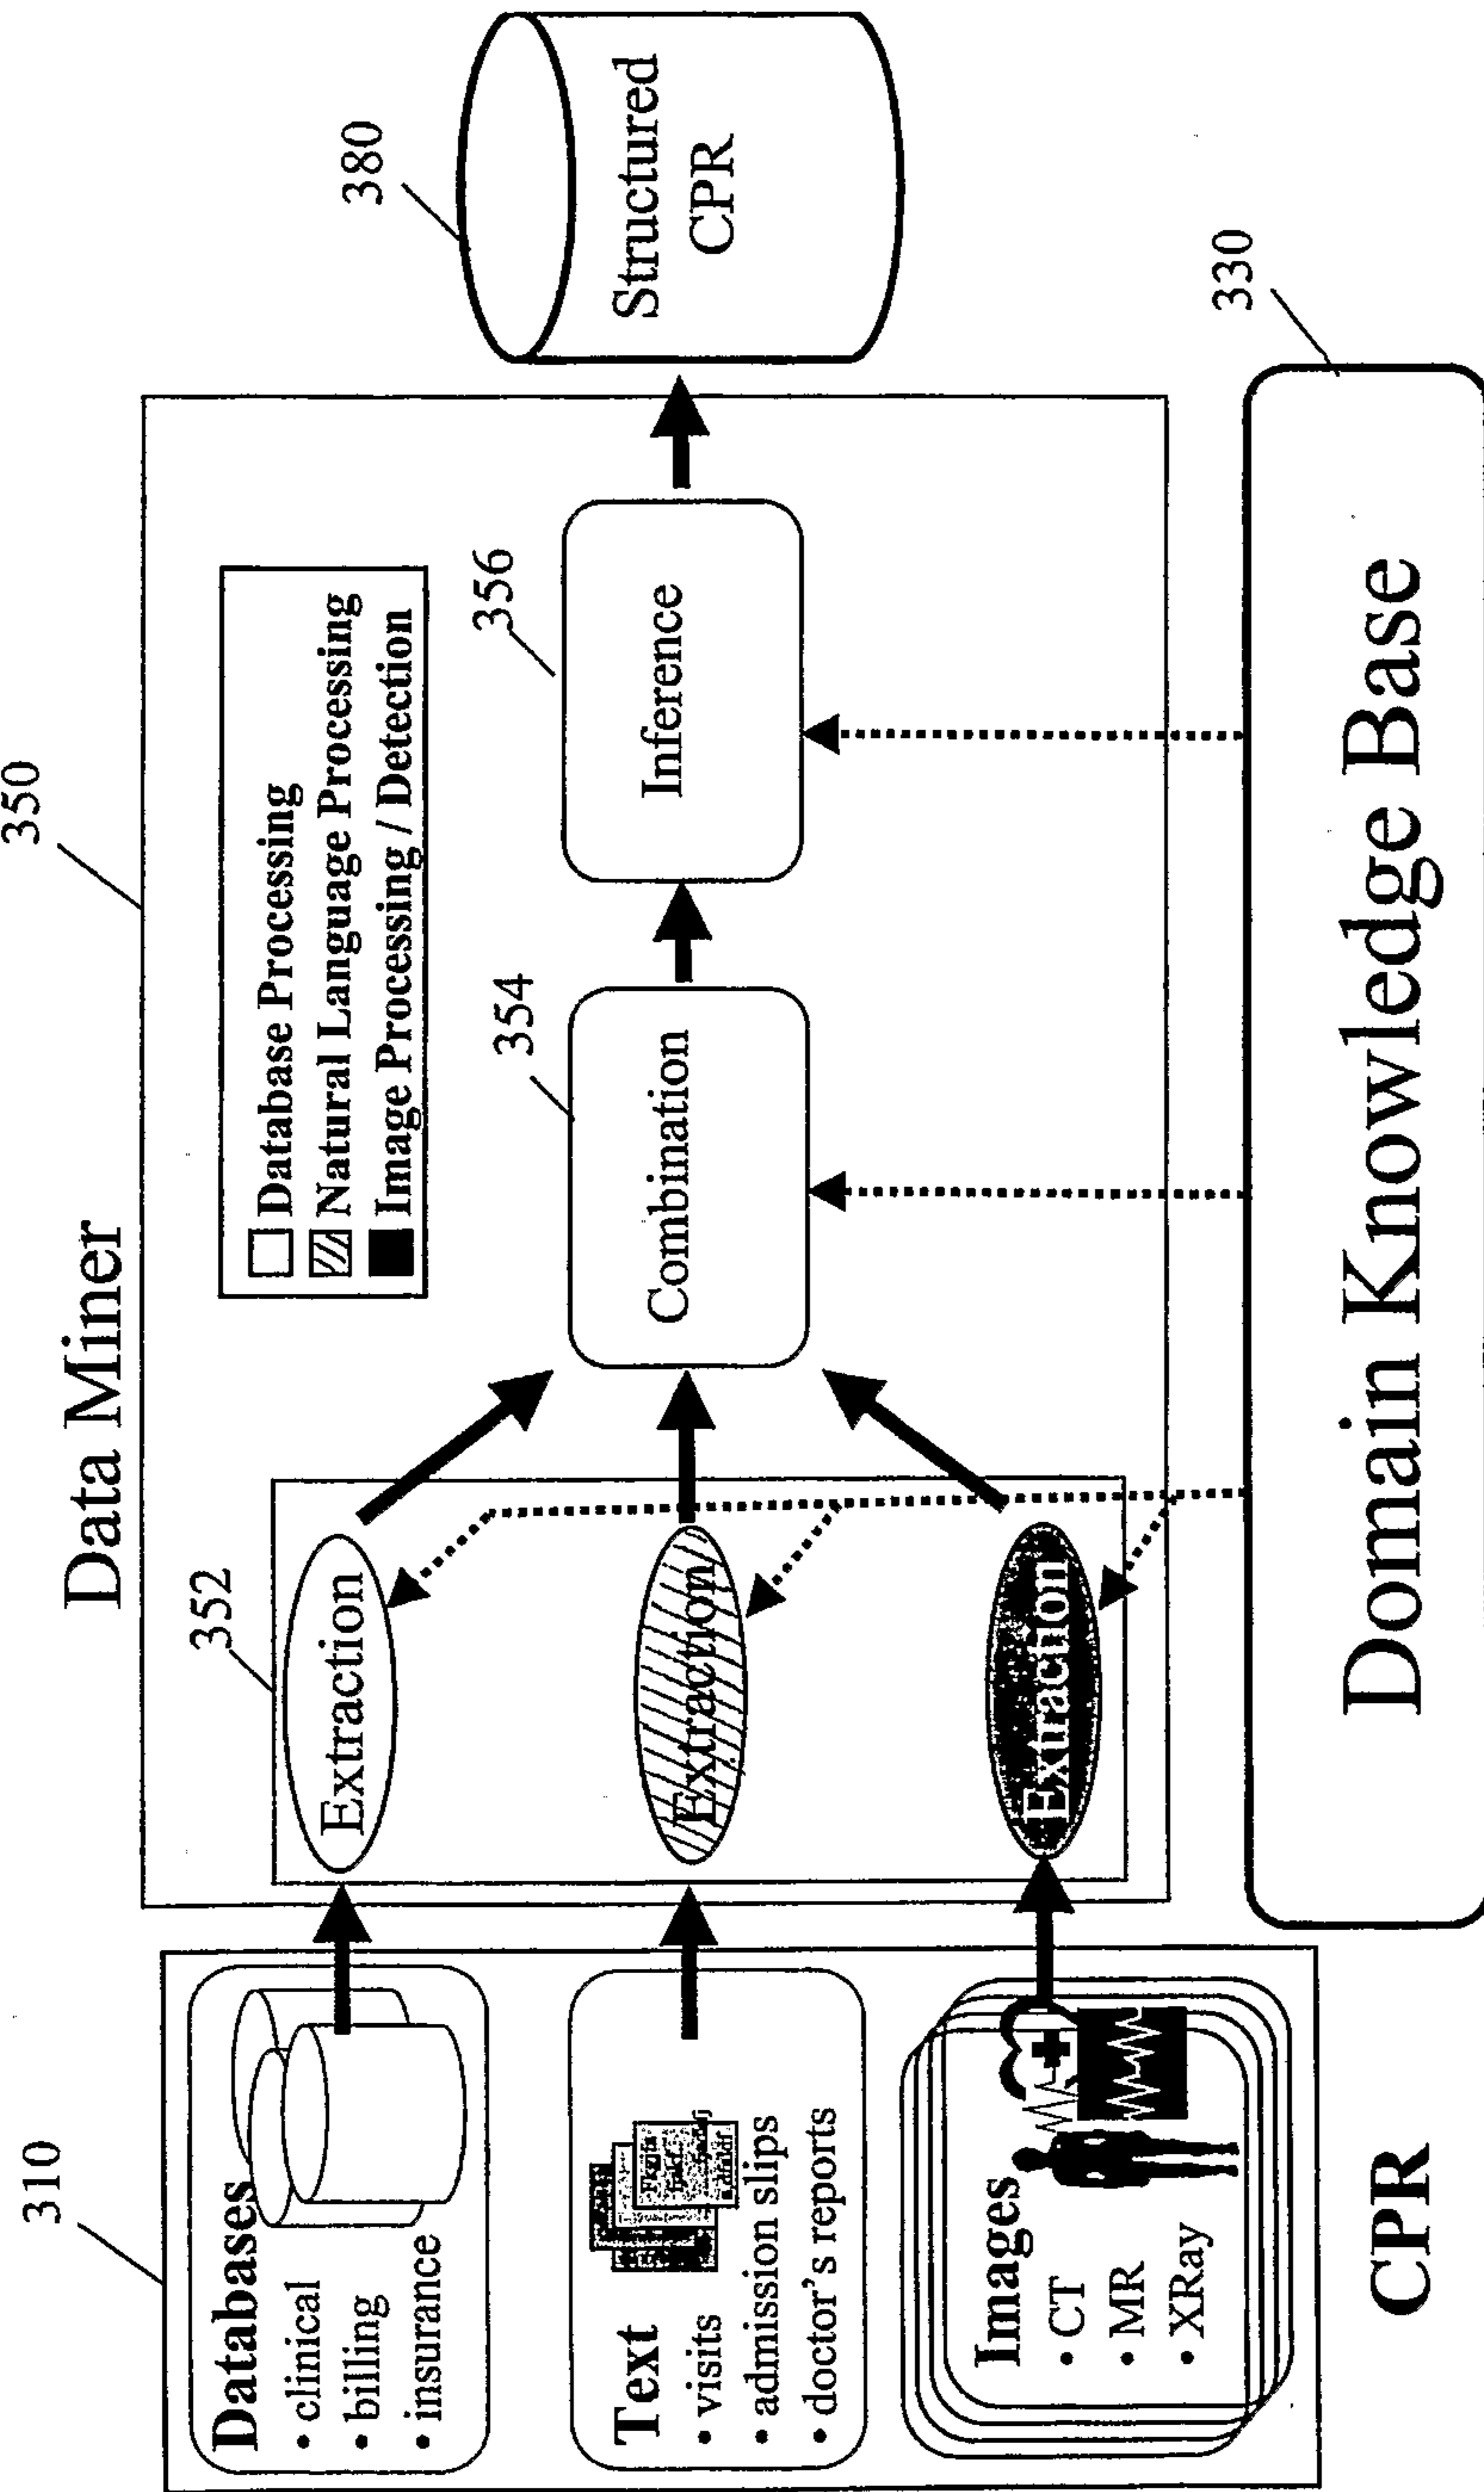 350
Data Miner
310
352
380
Databases
• clinical
• billing
• insurance
Extraction
Database Processing
Natural Language Processing
Image Processing / Detection
354
356
Text
• visits
• admission slips
• doctor's reports
Extraction
Combination
Inference
Structured
CPR
Images
• CT
• MR
• XRay
Extraction
330
CPR
Domain Knowledge Base